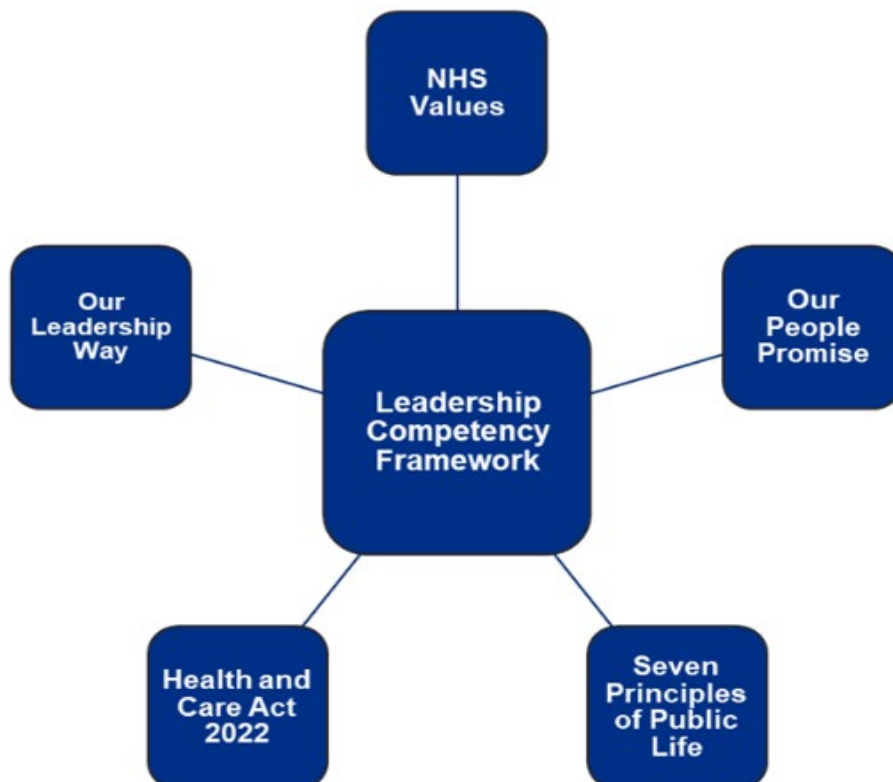 NHS
Values
Our
Leadership
Way
Our
People
Promise
Leadership
Competency
Framework
Health and
Care Act
2022
Seven
Principles
of Public
Life